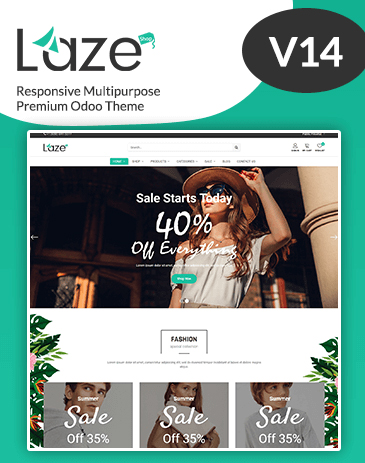 Laze
Shop
V14
Responsive Multipurpose
Premium Odoo Theme
Laze
HOME
SHOP
PRODUCTS
CATEGORIES
SALE
BLOG
CONTACT US
Sale Starts Today
40%
Off Everything
Shop Now
FASHION
special collection
Summer
Sale
Off 35%
Summer
Sale
Off 35%
Summer
Sale
Off 35%